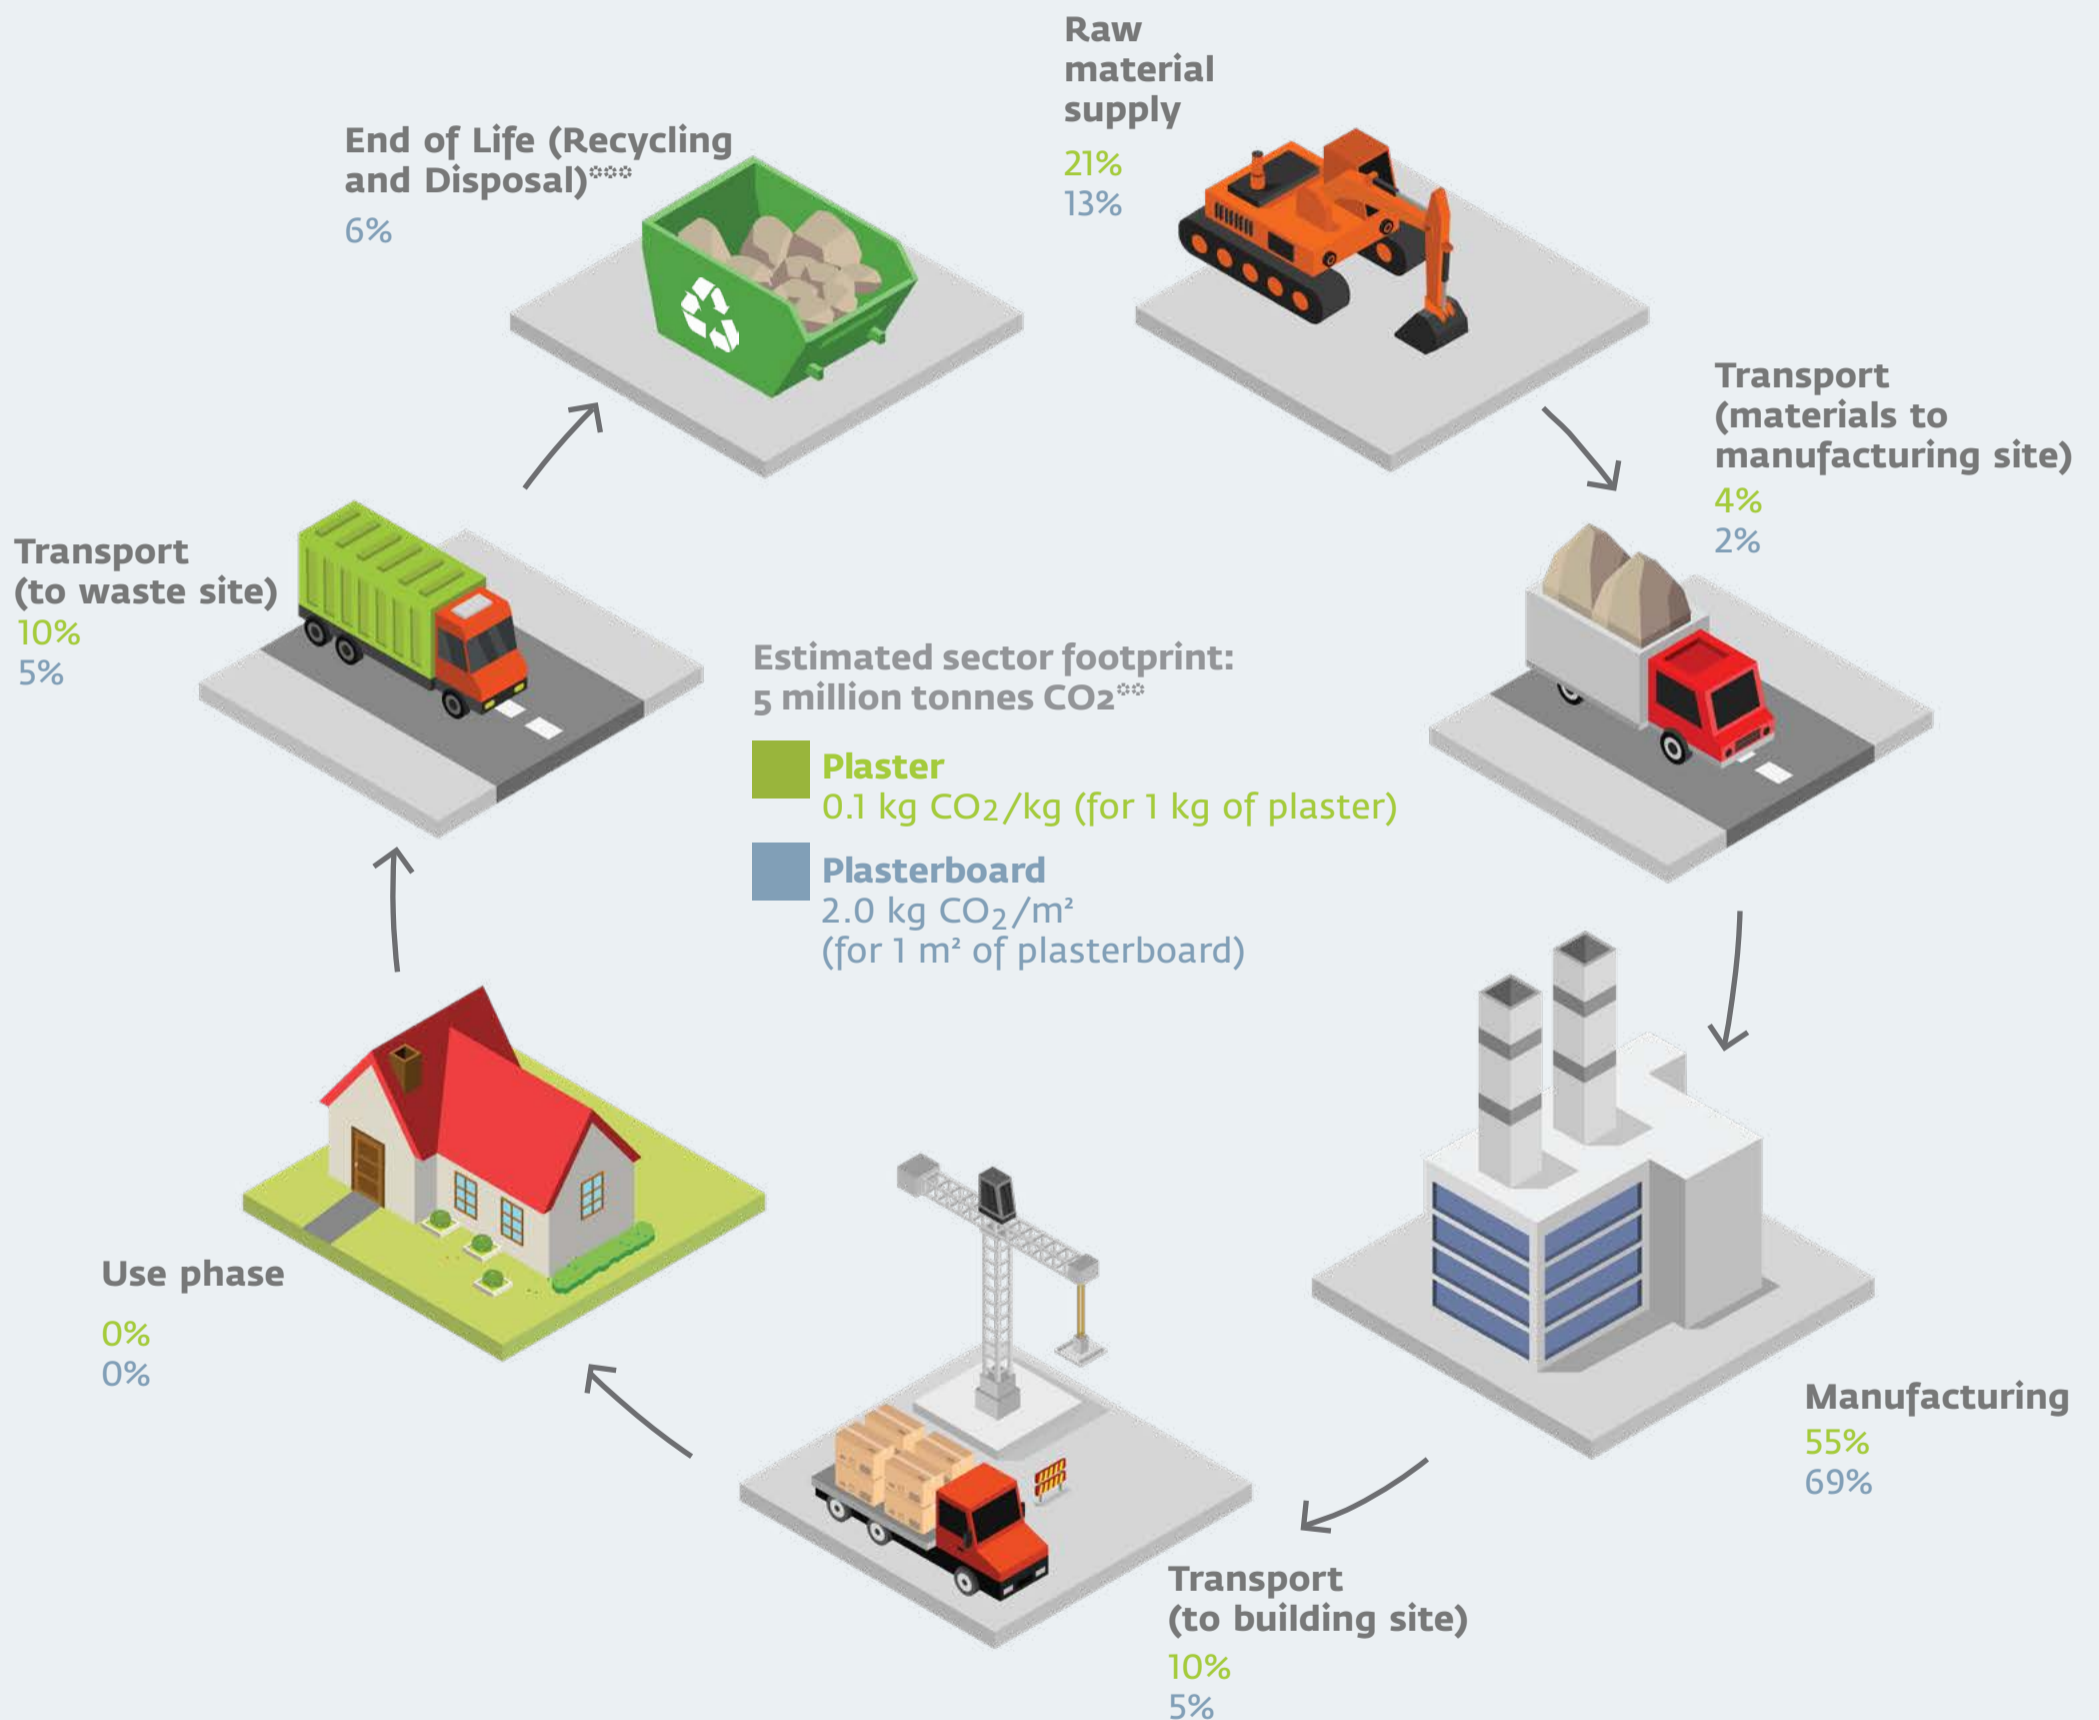 Raw
material
supply
21%
13%
Transport
(materials to
manufacturing site)
4%
2%
Manufacturing
55%
69%
Transport
(to building site)
10%
5%
Use phase
0%
0%
Transport
(to waste site)
10%
5%
End of Life (Recycling
and Disposal)***
6%
Estimated sector footprint:
5 million tonnes CO2**
Plaster
0.1 kg CO2/kg (for 1 kg of plaster)
Plasterboard
2.0 kg CO₂/m²
(for 1 m² of plasterboard)